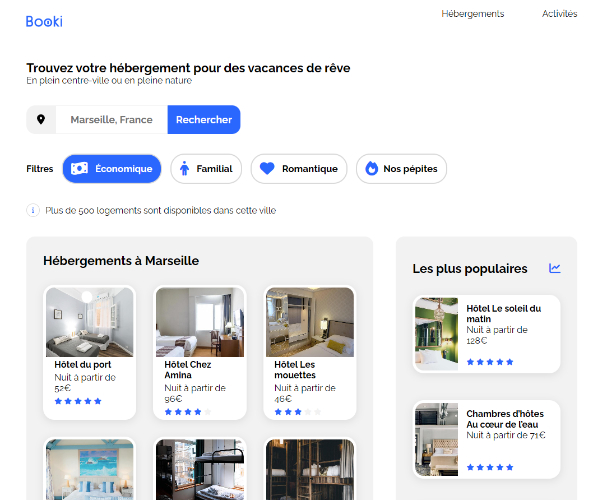 Booki
Hébergements
Activités
Trouvez votre hébergement pour des vacances de rêve
En plein centre-ville ou en pleine nature
Marseille, France
Rechercher
Filtres
Économique
Familial
Romantique
Nos pépites
Plus de 500 logements sont disponibles dans cette ville
Hébergements à Marseille
Hôtel du port
Nuit à partir de
52€
Hôtel Chez
Amina
Nuit à partir de
96€
Hôtel Les
mouettes
Nuit à partir de
46€
Les plus populaires
Hôtel Le soleil du
matin
Nuit à partir de
128€
Chambres d'hôtes
Au cœur de l'eau
Nuit à partir de 71€